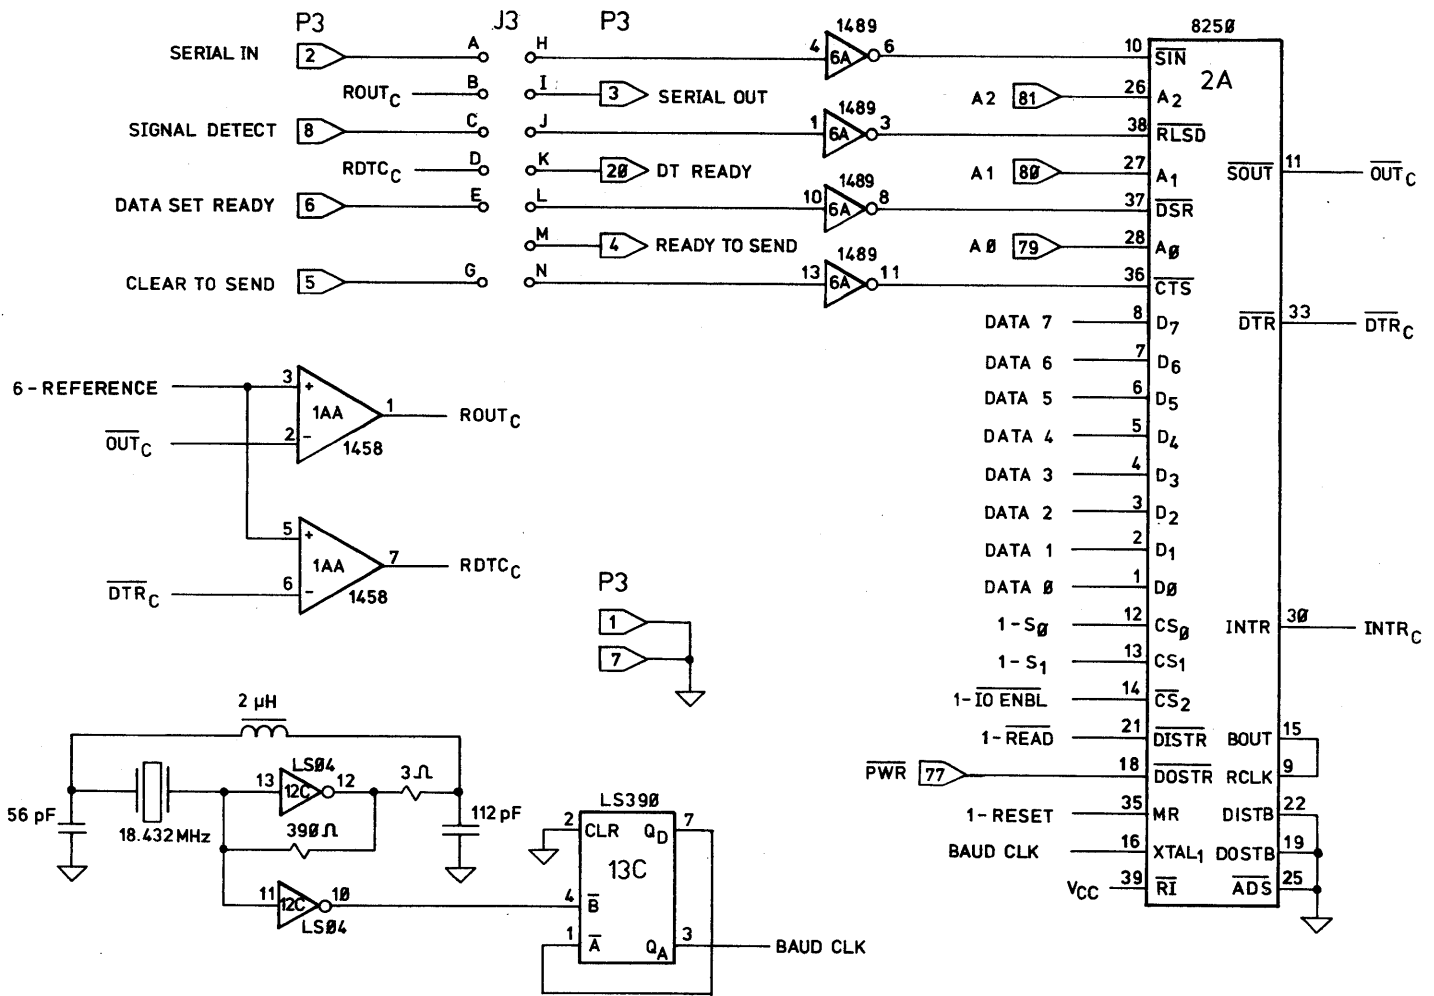 P3 J3 P3
SERIAL IN 2 A H 4 1489 6A 6
ROUTC B I 3 SERIAL OUT
SIGNAL DETECT 8 C J 1 1489 6A 3
RDTCC D K 20 DT READY
DATA SET READY 6 E L 10 1489 6A 8
M 4 READY TO SEND
CLEAR TO SEND 5 G N 13 1489 6A 11
8250
2A
10 SIN
A2 81 26 A2
38 RLSD
A1 80 27 A1
SOUT 11 OUTC
37 DSR
A0 79 28 A0
36 CTS
DATA 7 8 D7
DTR 33 DTRC
DATA 6 7 D6
DATA 5 6 D5
DATA 4 5 D4
DATA 3 4 D3
DATA 2 3 D2
DATA 1 2 D1
DATA 0 1 D0
1-S0 12 CS0
INTR 30 INTRC
1-S1 13 CS1
1-IO ENBL 14 CS2
1-READ 21 DISTR
BOUT 15
PWR 77 18 DOSTR
RCLK 9
1-RESET 35 MR
DISTB 22
BAUD CLK 16 XTAL1
DOSTB 19
VCC 39 RI
ADS 25
6-REFERENCE 3 + 1AA 1 ROUTC
OUTC 2 - 1458
5 + 1AA 7 RDTCC
DTRC 6 - 1458
P3
1
7
2 µH
LS04
13 12C 12 3Ω
56 pF 18.432MHz 390Ω 112 pF
11 12C 10
LS04
LS390
2 CLR QD 7
13C
4 B
1 A QA 3 BAUD CLK